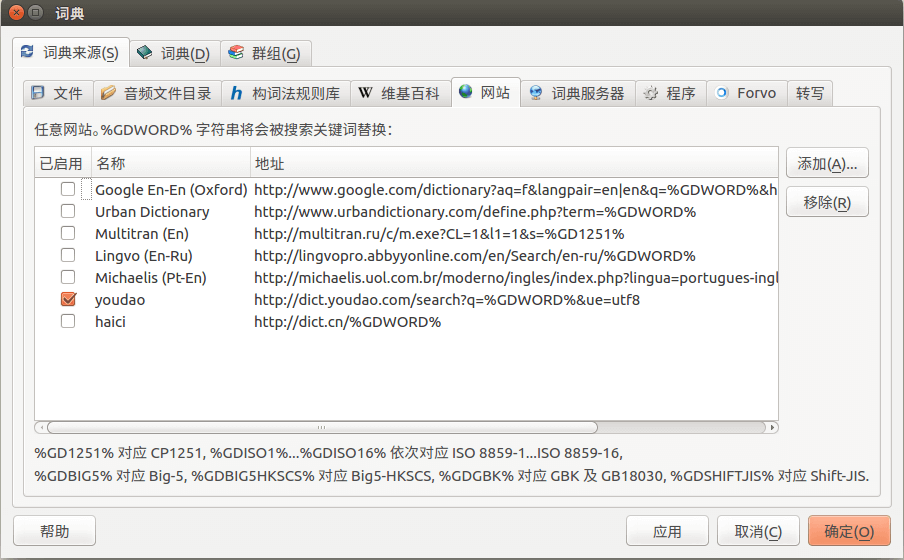 词典
词典来源(S) 词典(D) 群组(G)
文件 音频文件目录 构词法规则库 维基百科 网站 词典服务器 程序 Forvo 转写
任意网站。%GDWORD% 字符串将会被搜索关键词替换：
已启用 名称 地址 添加(A)...
Google En-En (Oxford) http://www.google.com/dictionary?aq=f&langpair=en|en&q=%GDWORD%&h
移除(R)
Urban Dictionary http://www.urbandictionary.com/define.php?term=%GDWORD%
Multitran (En) http://multitran.ru/c/m.exe?CL=1&l1=1&s=%GD1251%
Lingvo (En-Ru) http://lingvopro.abbyyonline.com/en/Search/en-ru/%GDWORD%
Michaelis (Pt-En) http://michaelis.uol.com.br/moderno/ingles/index.php?lingua=portugues-ingl
youdao http://dict.youdao.com/search?q=%GDWORD%&ue=utf8
haici http://dict.cn/%GDWORD%
%GD1251% 对应 CP1251, %GDISO1%...%GDISO16% 依次对应 ISO 8859-1...ISO 8859-16,
%GDBIG5% 对应 Big-5, %GDBIG5HKSCS% 对应 Big5-HKSCS, %GDGBK% 对应 GBK 及 GB18030, %GDSHIFTJIS% 对应 Shift-JIS.
帮助 应用 取消(C) 确定(O)